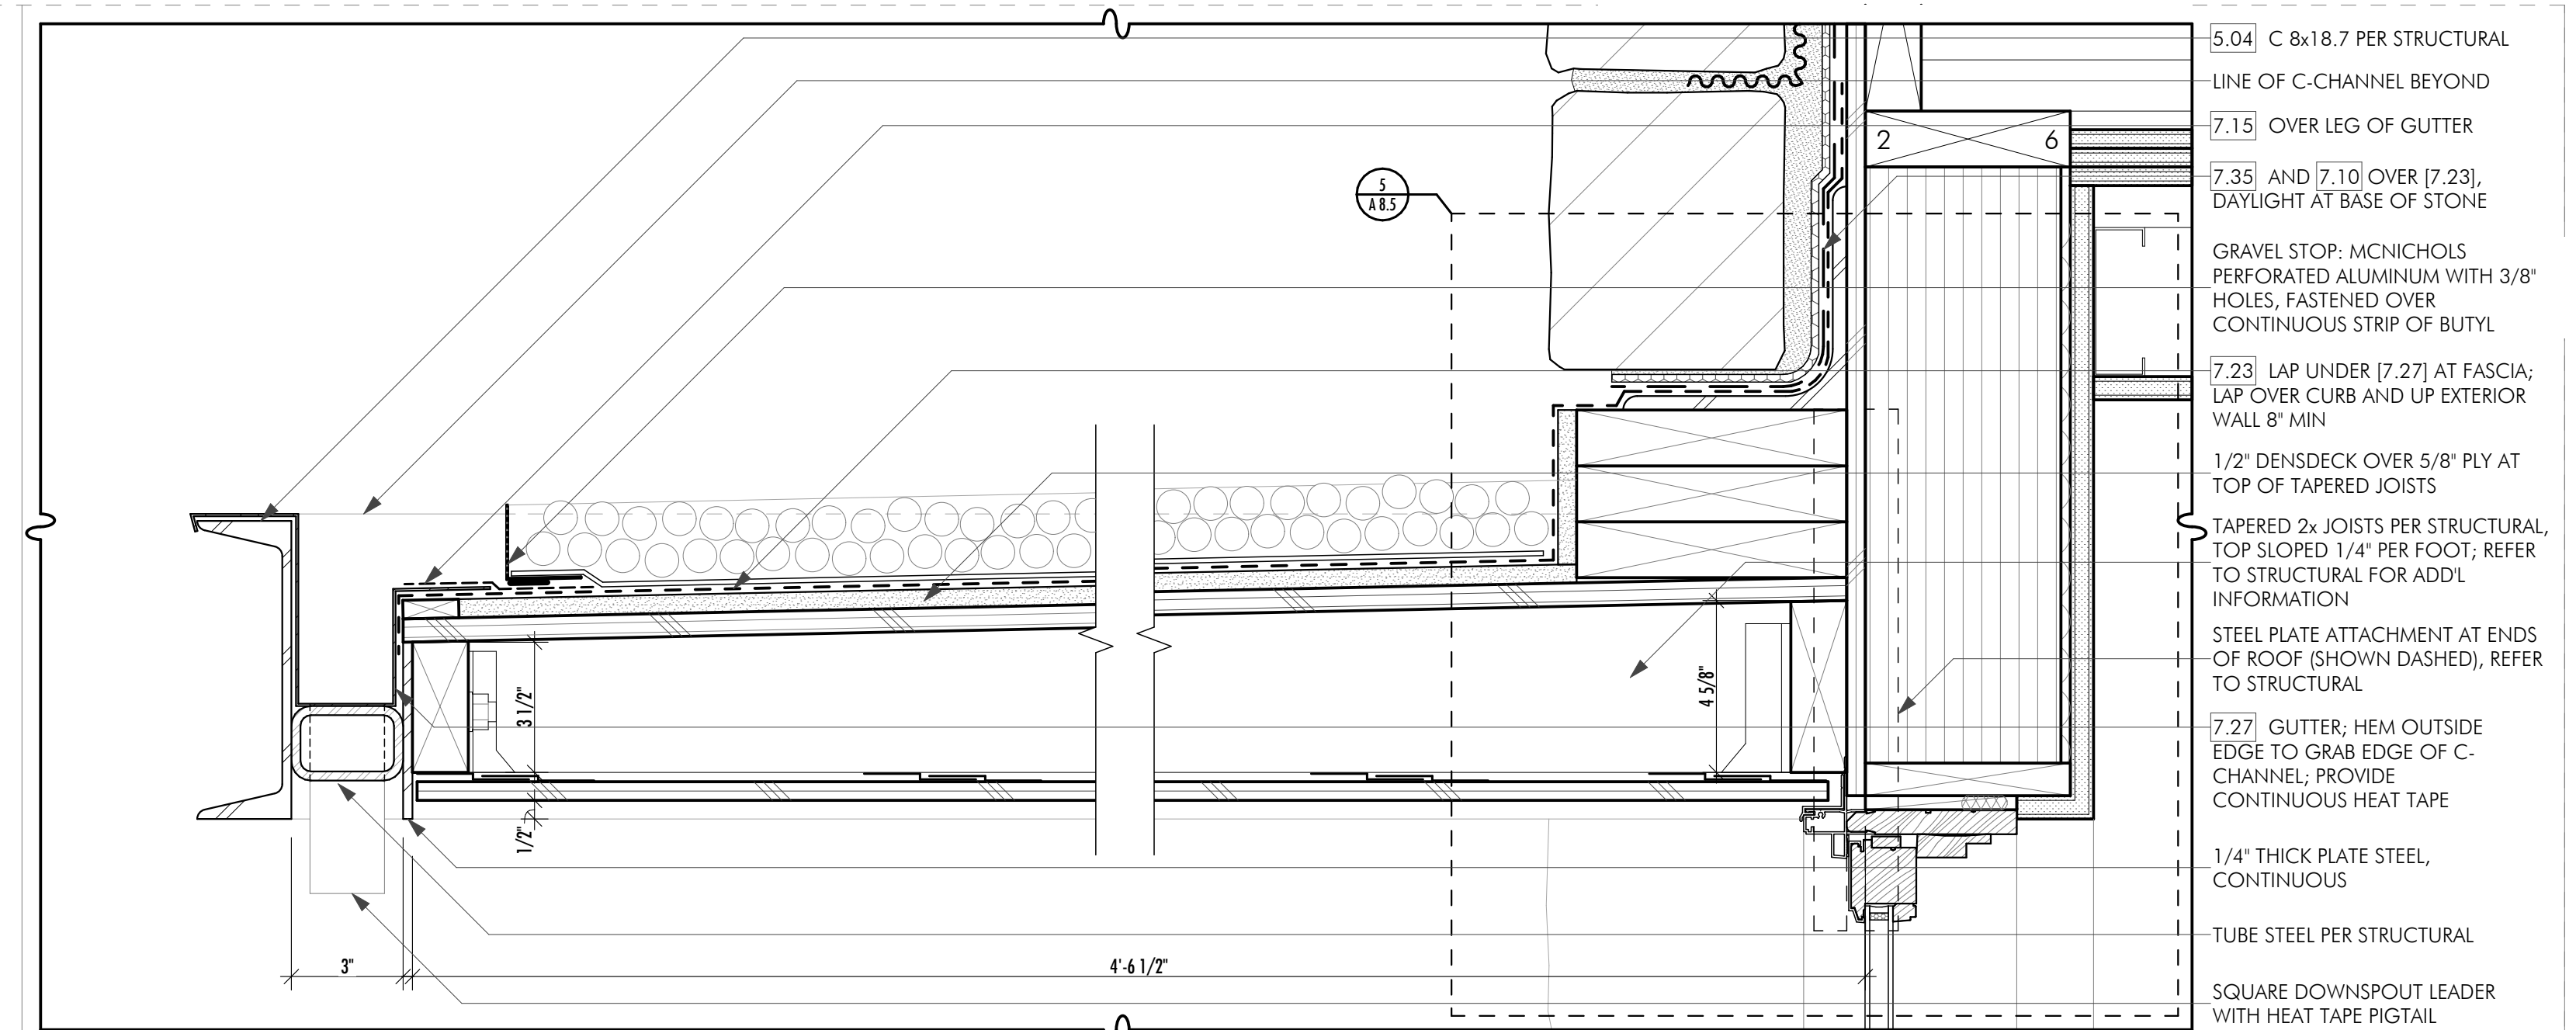 5.04 C 8x18.7 PER STRUCTURAL
LINE OF C-CHANNEL BEYOND
7.15 OVER LEG OF GUTTER
7.35 AND 7.10 OVER [7.23],
DAYLIGHT AT BASE OF STONE
GRAVEL STOP: MCNICHOLS
PERFORATED ALUMINUM WITH 3/8"
HOLES, FASTENED OVER
CONTINUOUS STRIP OF BUTYL
7.23 LAP UNDER [7.27] AT FASCIA;
LAP OVER CURB AND UP EXTERIOR
WALL 8" MIN
1/2" DENSDECK OVER 5/8" PLY AT
TOP OF TAPERED JOISTS
TAPERED 2x JOISTS PER STRUCTURAL,
TOP SLOPED 1/4" PER FOOT; REFER
TO STRUCTURAL FOR ADD'L
INFORMATION
STEEL PLATE ATTACHMENT AT ENDS
OF ROOF (SHOWN DASHED), REFER
TO STRUCTURAL
7.27 GUTTER; HEM OUTSIDE
EDGE TO GRAB EDGE OF C-
CHANNEL; PROVIDE
CONTINUOUS HEAT TAPE
1/4" THICK PLATE STEEL,
CONTINUOUS
TUBE STEEL PER STRUCTURAL
SQUARE DOWNSPOUT LEADER
WITH HEAT TAPE PIGTAIL
2 6
5
A 8.5
3 1/2"
4 5/8"
1/2"
3"
4'-6 1/2"